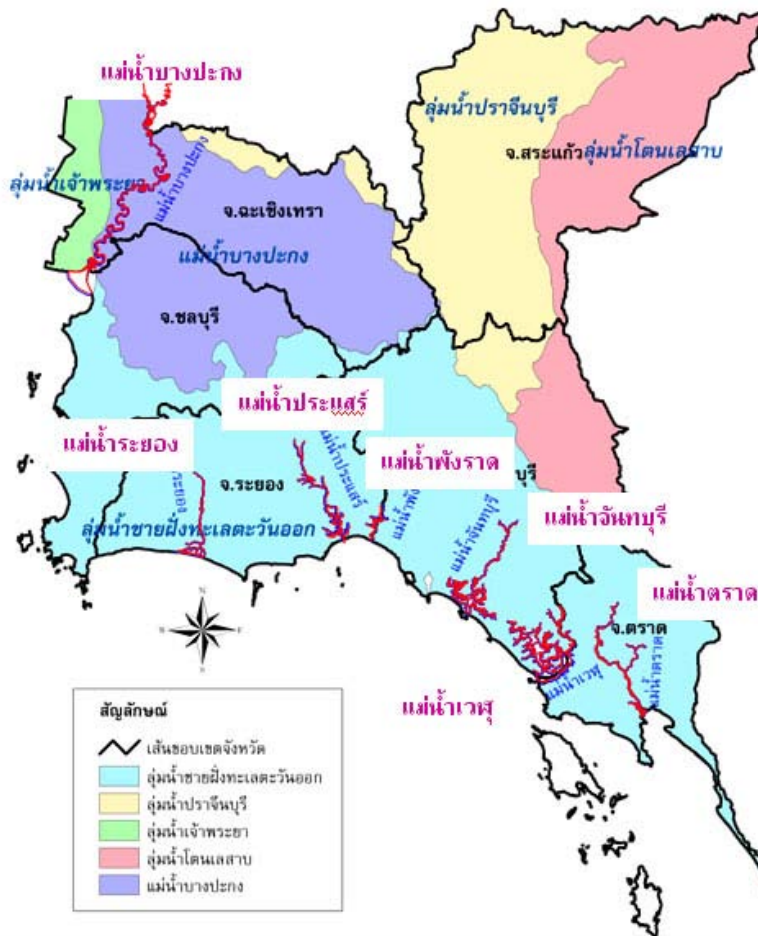 แม่น้ำบางปะกง
ลุ่มน้ำปราจีนบุรี
จ.สระแก้ว
ลุ่มน้ำโตนเลสาบ
ลุ่มน้ำเจ้าพระยา
แม่น้ำบางปะกง
จ.ฉะเชิงเทรา
แม่น้ำบางปะกง
จ.ชลบุรี
แม่น้ำประแสร์
แม่น้ำระยอง
แม่น้ำพังราด
จ.ระยอง
ระยอง
แม่น้ำประแสร์
แม่น้ำพัง
บุรี
แม่น้ำจันทบุรี
แม่น้ำจันทบุรี
ลุ่มน้ำชายฝั่งทะเลตะวันออก
แม่น้ำตราด
จ.ตราด
แม่น้ำตราด
แม่น้ำเวฬุ
แม่น้ำเวฬุ
N
สัญลักษณ์
เส้นขอบเขตจังหวัด
ลุ่มน้ำชายฝั่งทะเลตะวันออก
ลุ่มน้ำปราจีนบุรี
ลุ่มน้ำเจ้าพระยา
ลุ่มน้ำโตนเลสาบ
แม่น้ำบางปะกง